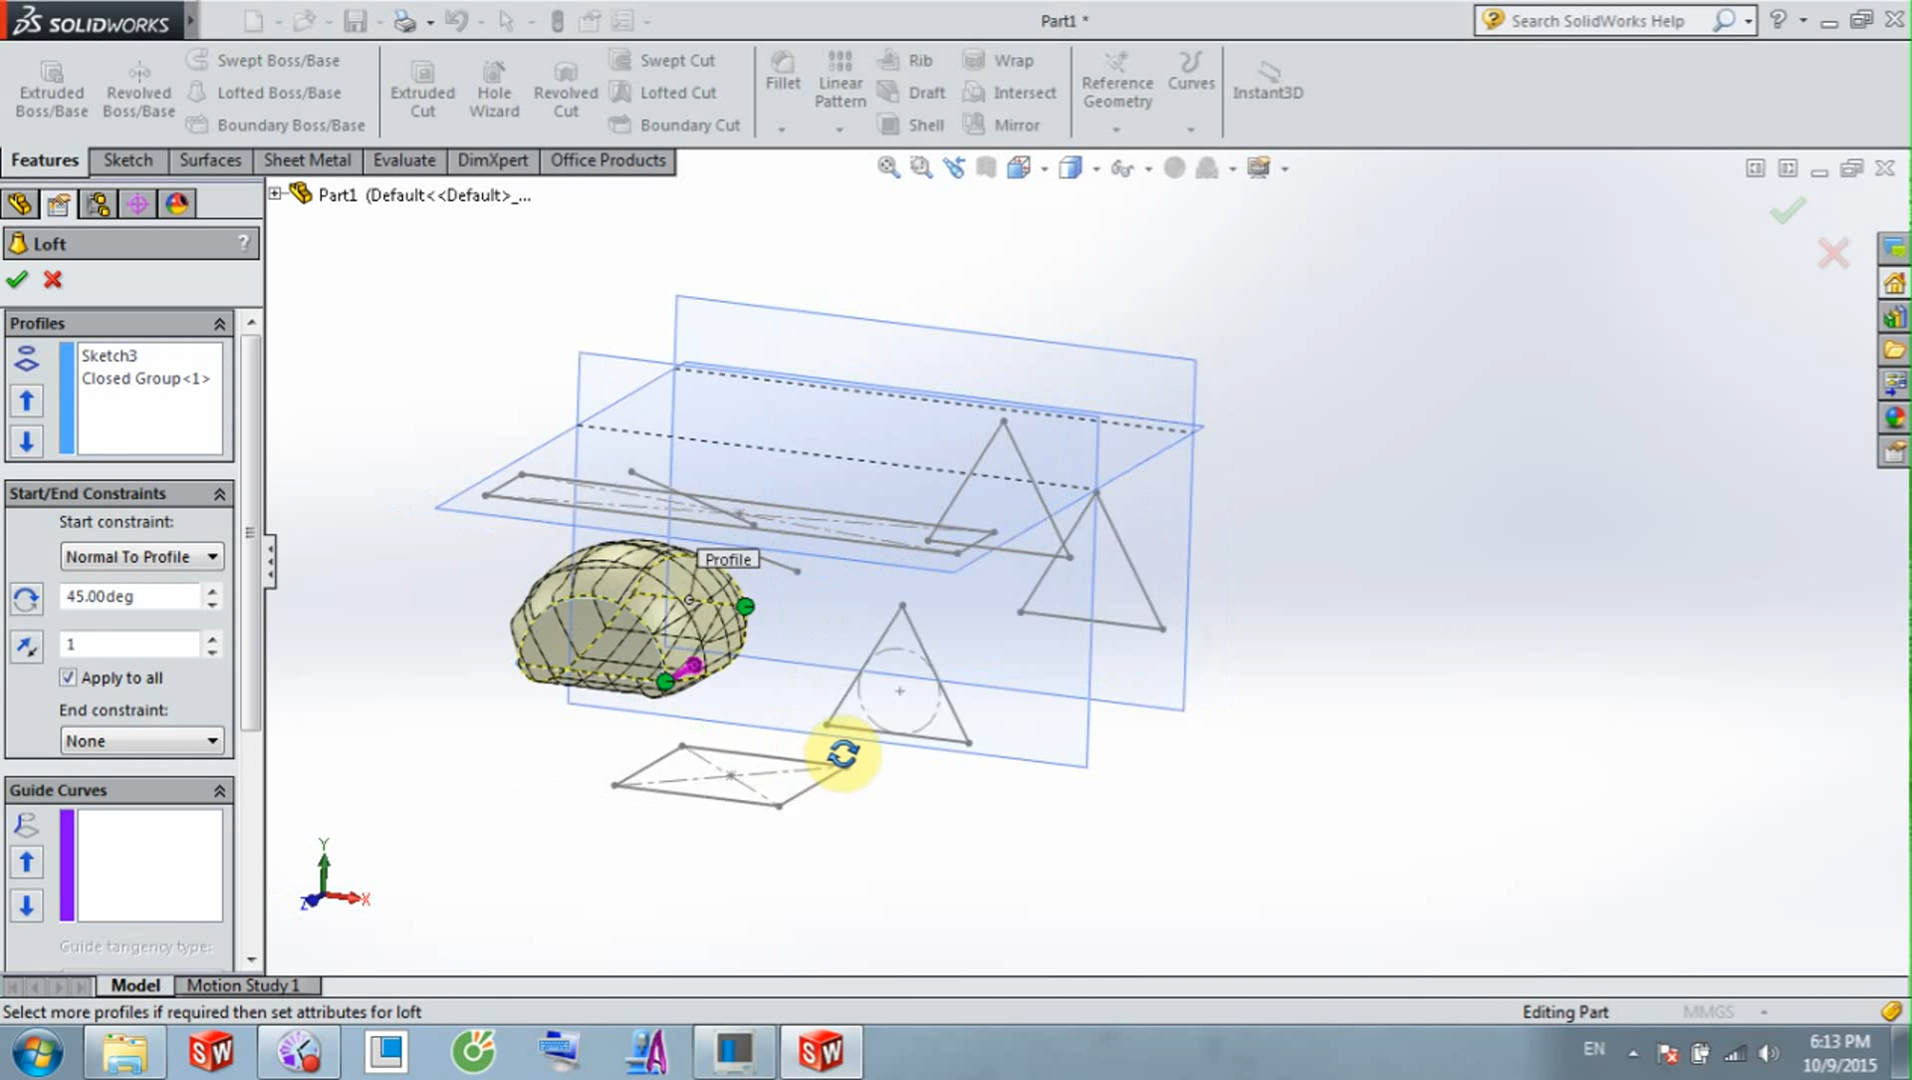 SOLIDWORKS
Part1 *
Search SolidWorks Help
Extruded Boss/Base
Revolved Boss/Base
Swept Boss/Base
Lofted Boss/Base
Boundary Boss/Base
Extruded Cut
Hole Wizard
Revolved Cut
Swept Cut
Lofted Cut
Boundary Cut
Fillet
Linear Pattern
Rib
Draft
Shell
Wrap
Intersect
Mirror
Reference Geometry
Curves
Instant3D
Features
Sketch
Surfaces
Sheet Metal
Evaluate
DimXpert
Office Products
Part1 (Default<<Default>_...
Loft
?
Profiles
Sketch3
Closed Group<1>
Start/End Constraints
Start constraint:
Normal To Profile
45.00deg
1
Apply to all
End constraint:
None
Guide Curves
Guide tangency type:
Profile
Y
X
Z
Model
Motion Study 1
Select more profiles if required then set attributes for loft
Editing Part
MMGS
EN
6:13 PM
10/9/2015